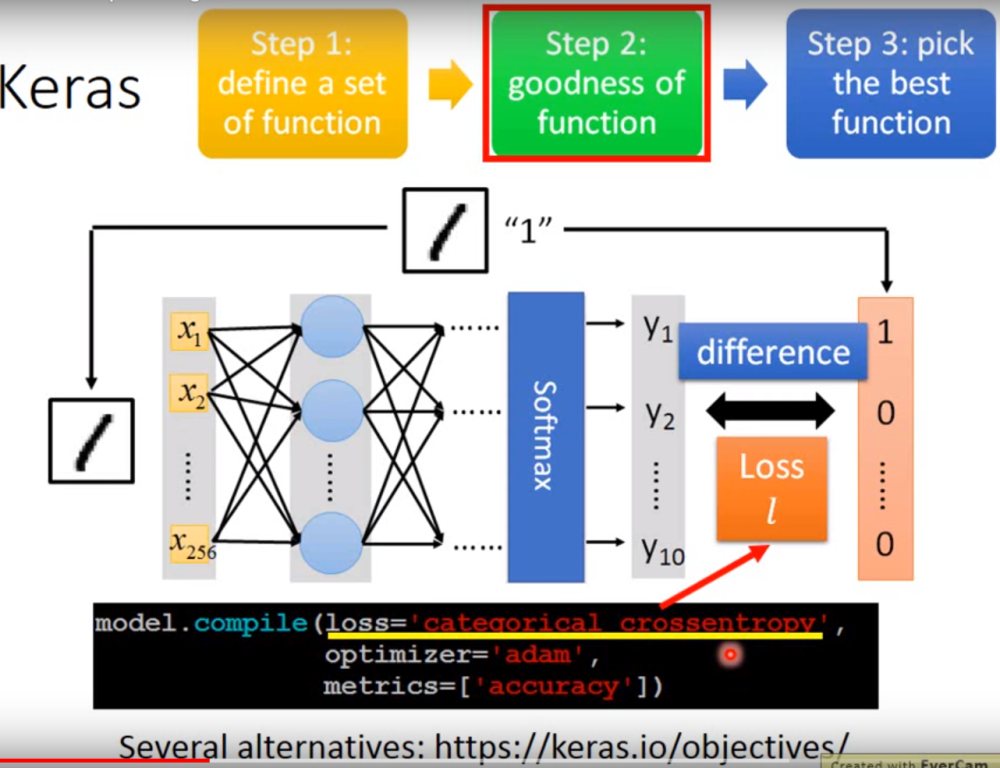 Keras
Step 1:
define a set
of function
Step 2:
goodness of
function
Step 3: pick
the best
function
“1”
x1
x2
x256
Softmax
y1
y2
y10
difference
Loss
l
1
0
0
model.compile(loss='categorical_crossentropy',
optimizer='adam',
metrics=['accuracy'])
Several alternatives: https://keras.io/objectives/
Created with EverCam